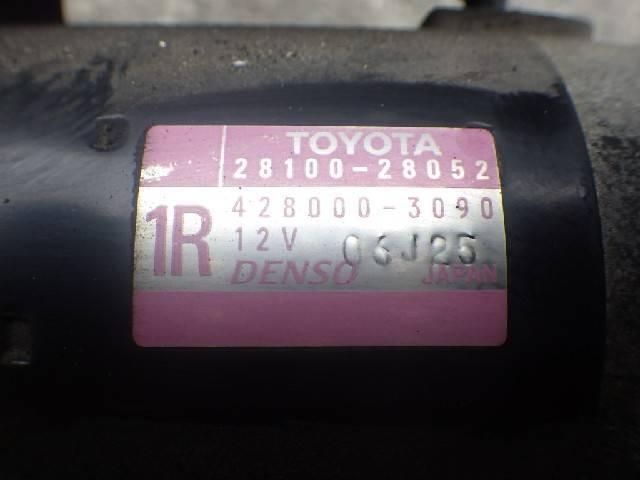 TOYOTA
28100-28052
1R
428000-3090
12V 06J25
DENSO JAPAN